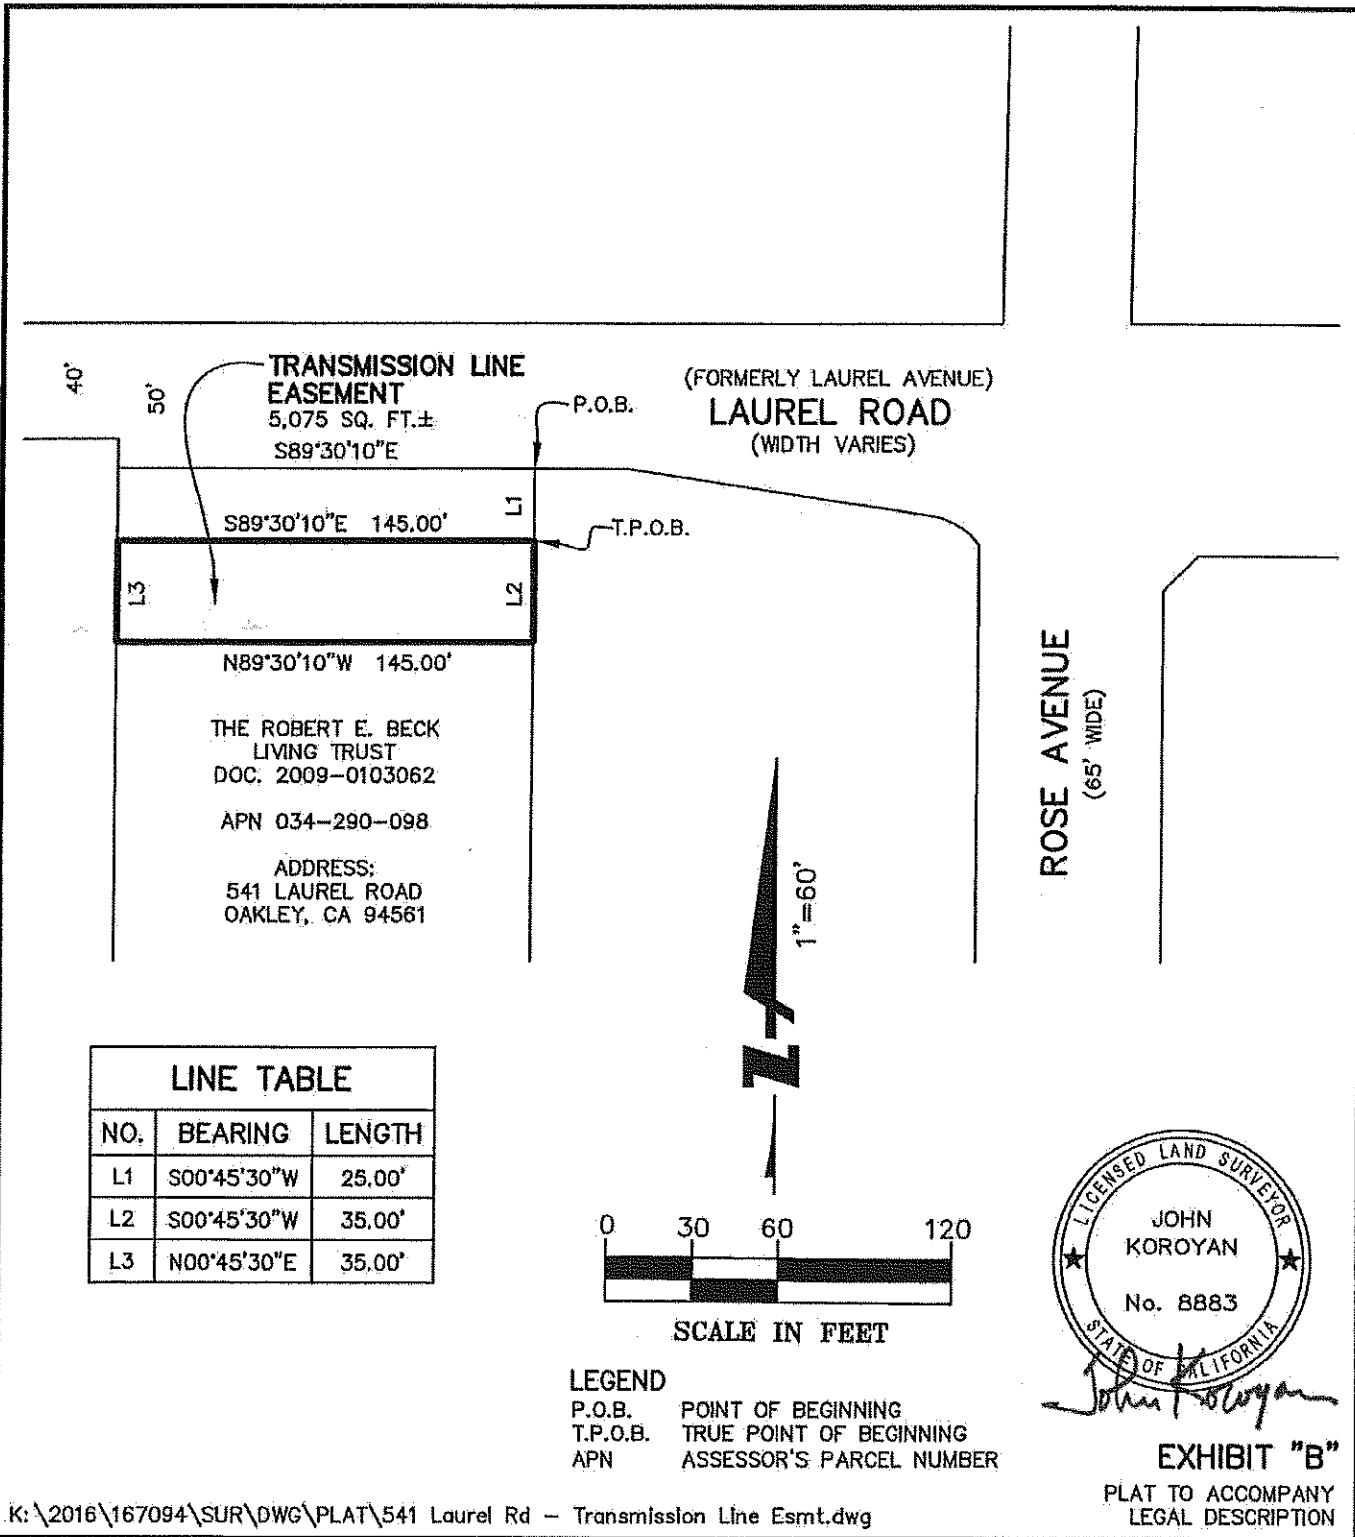 40'
50'
TRANSMISSION LINE
EASEMENT
5,075 SQ. FT.±
S89°30'10"E
P.O.B.
(FORMERLY LAUREL AVENUE)
LAUREL ROAD
(WIDTH VARIES)
L1
S89°30'10"E 145.00'
T.P.O.B.
L3
L2
N89°30'10"W 145.00'
THE ROBERT E. BECK
LIVING TRUST
DOC. 2009-0103062
APN 034-290-098
ADDRESS:
541 LAUREL ROAD
OAKLEY, CA 94561
ROSE AVENUE
(65' WIDE)
1"=60'
Z
LINE TABLE
NO. BEARING LENGTH
L1 S00°45'30"W 25.00'
L2 S00°45'30"W 35.00'
L3 N00°45'30"E 35.00'
0 30 60 120
SCALE IN FEET
LICENSED LAND SURVEYOR
JOHN
KOROYAN
No. 8883
STATE OF CALIFORNIA
John Koroyan
LEGEND
P.O.B. POINT OF BEGINNING
T.P.O.B. TRUE POINT OF BEGINNING
APN ASSESSOR'S PARCEL NUMBER
EXHIBIT "B"
PLAT TO ACCOMPANY
LEGAL DESCRIPTION
K:\2016\167094\SUR\DWG\PLAT\541 Laurel Rd - Transmission Line Esmt.dwg